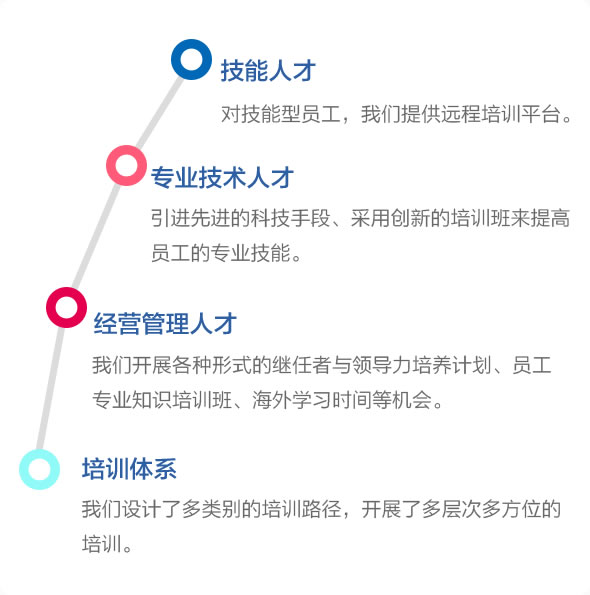 技能人才
对技能型员工，我们提供远程培训平台。
专业技术人才
引进先进的科技手段、采用创新的培训班来提高
员工的专业技能。
经营管理人才
我们开展各种形式的继任者与领导力培养计划、员工
专业知识培训班、海外学习时间等机会。
培训体系
我们设计了多类别的培训路径，开展了多层次多方位的
培训。